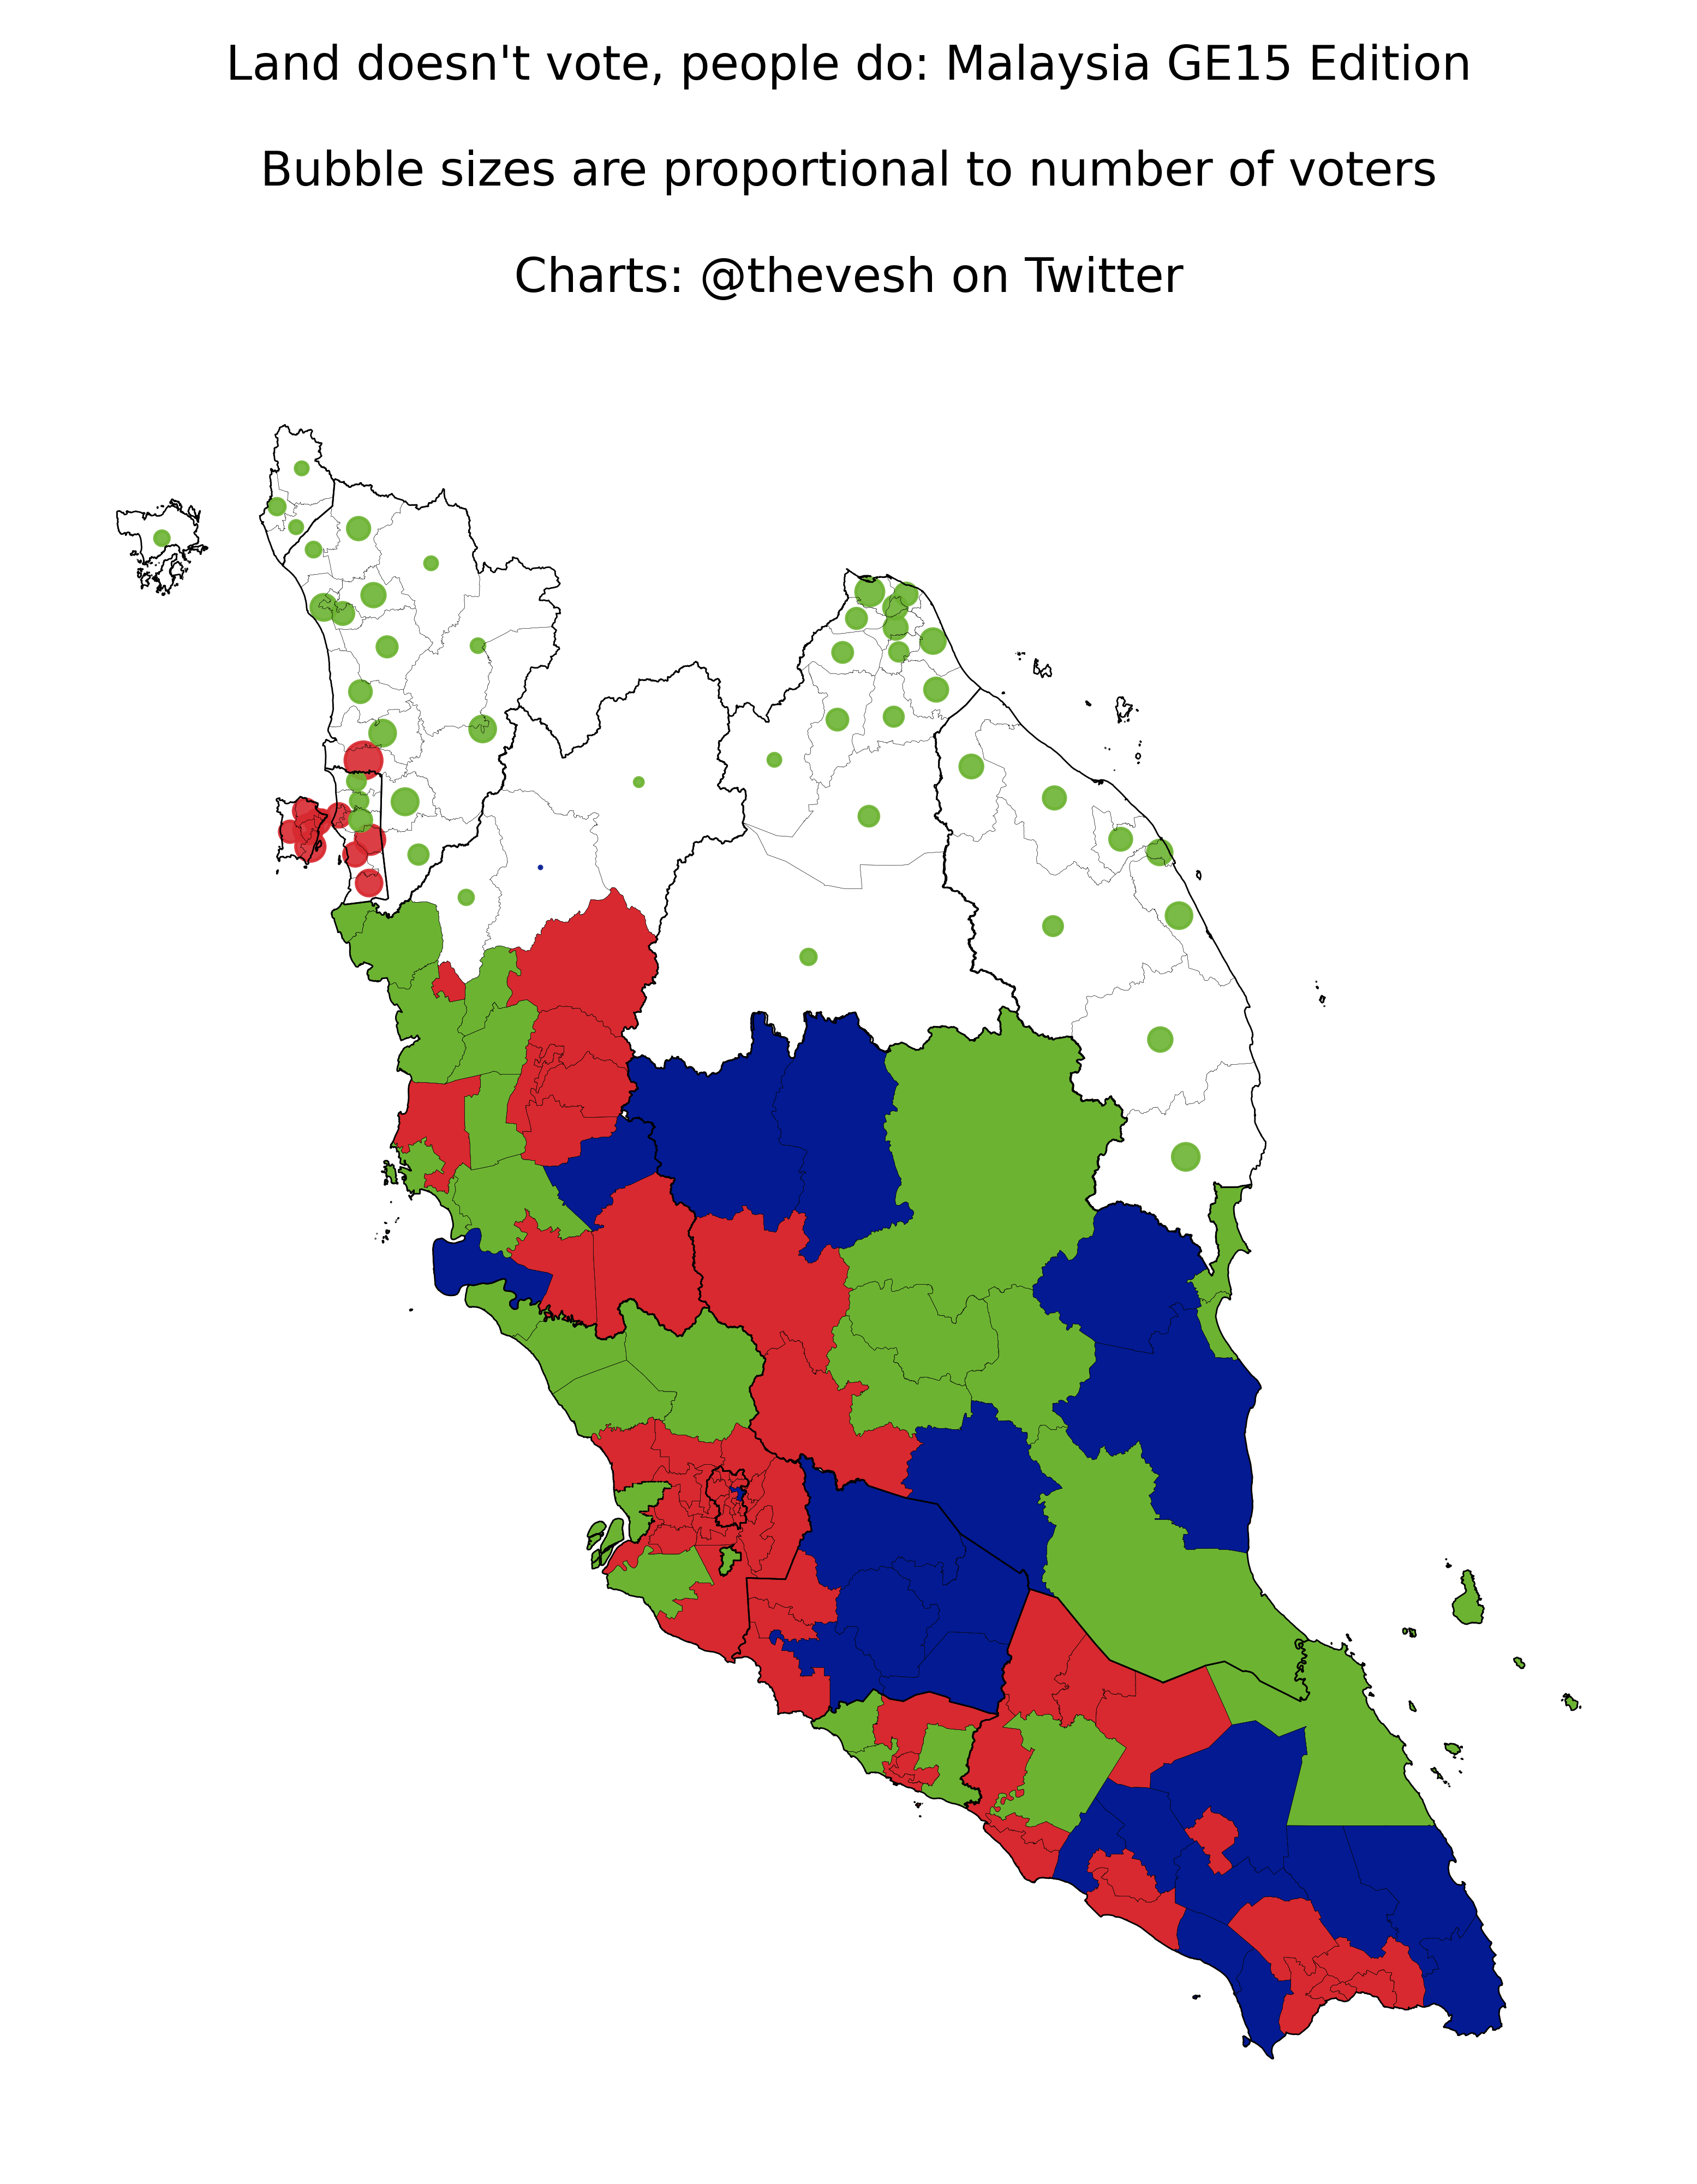 Land doesn't vote, people do: Malaysia GE15 Edition
Bubble sizes are proportional to number of voters
Charts: @thevesh on Twitter